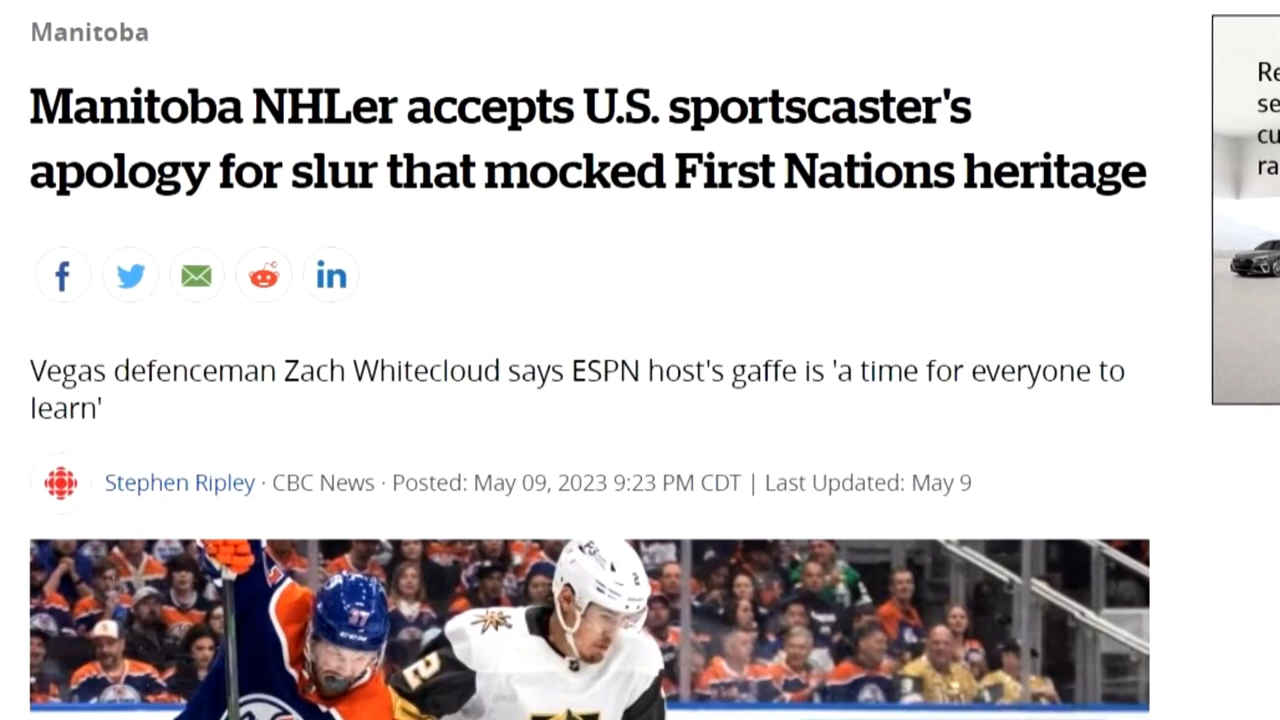 Manitoba
Manitoba NHLer accepts U.S. sportscaster's
apology for slur that mocked First Nations heritage
Vegas defenceman Zach Whitecloud says ESPN host's gaffe is 'a time for everyone to
learn'
Stephen Ripley · CBC News · Posted: May 09, 2023 9:23 PM CDT | Last Updated: May 9
2
2